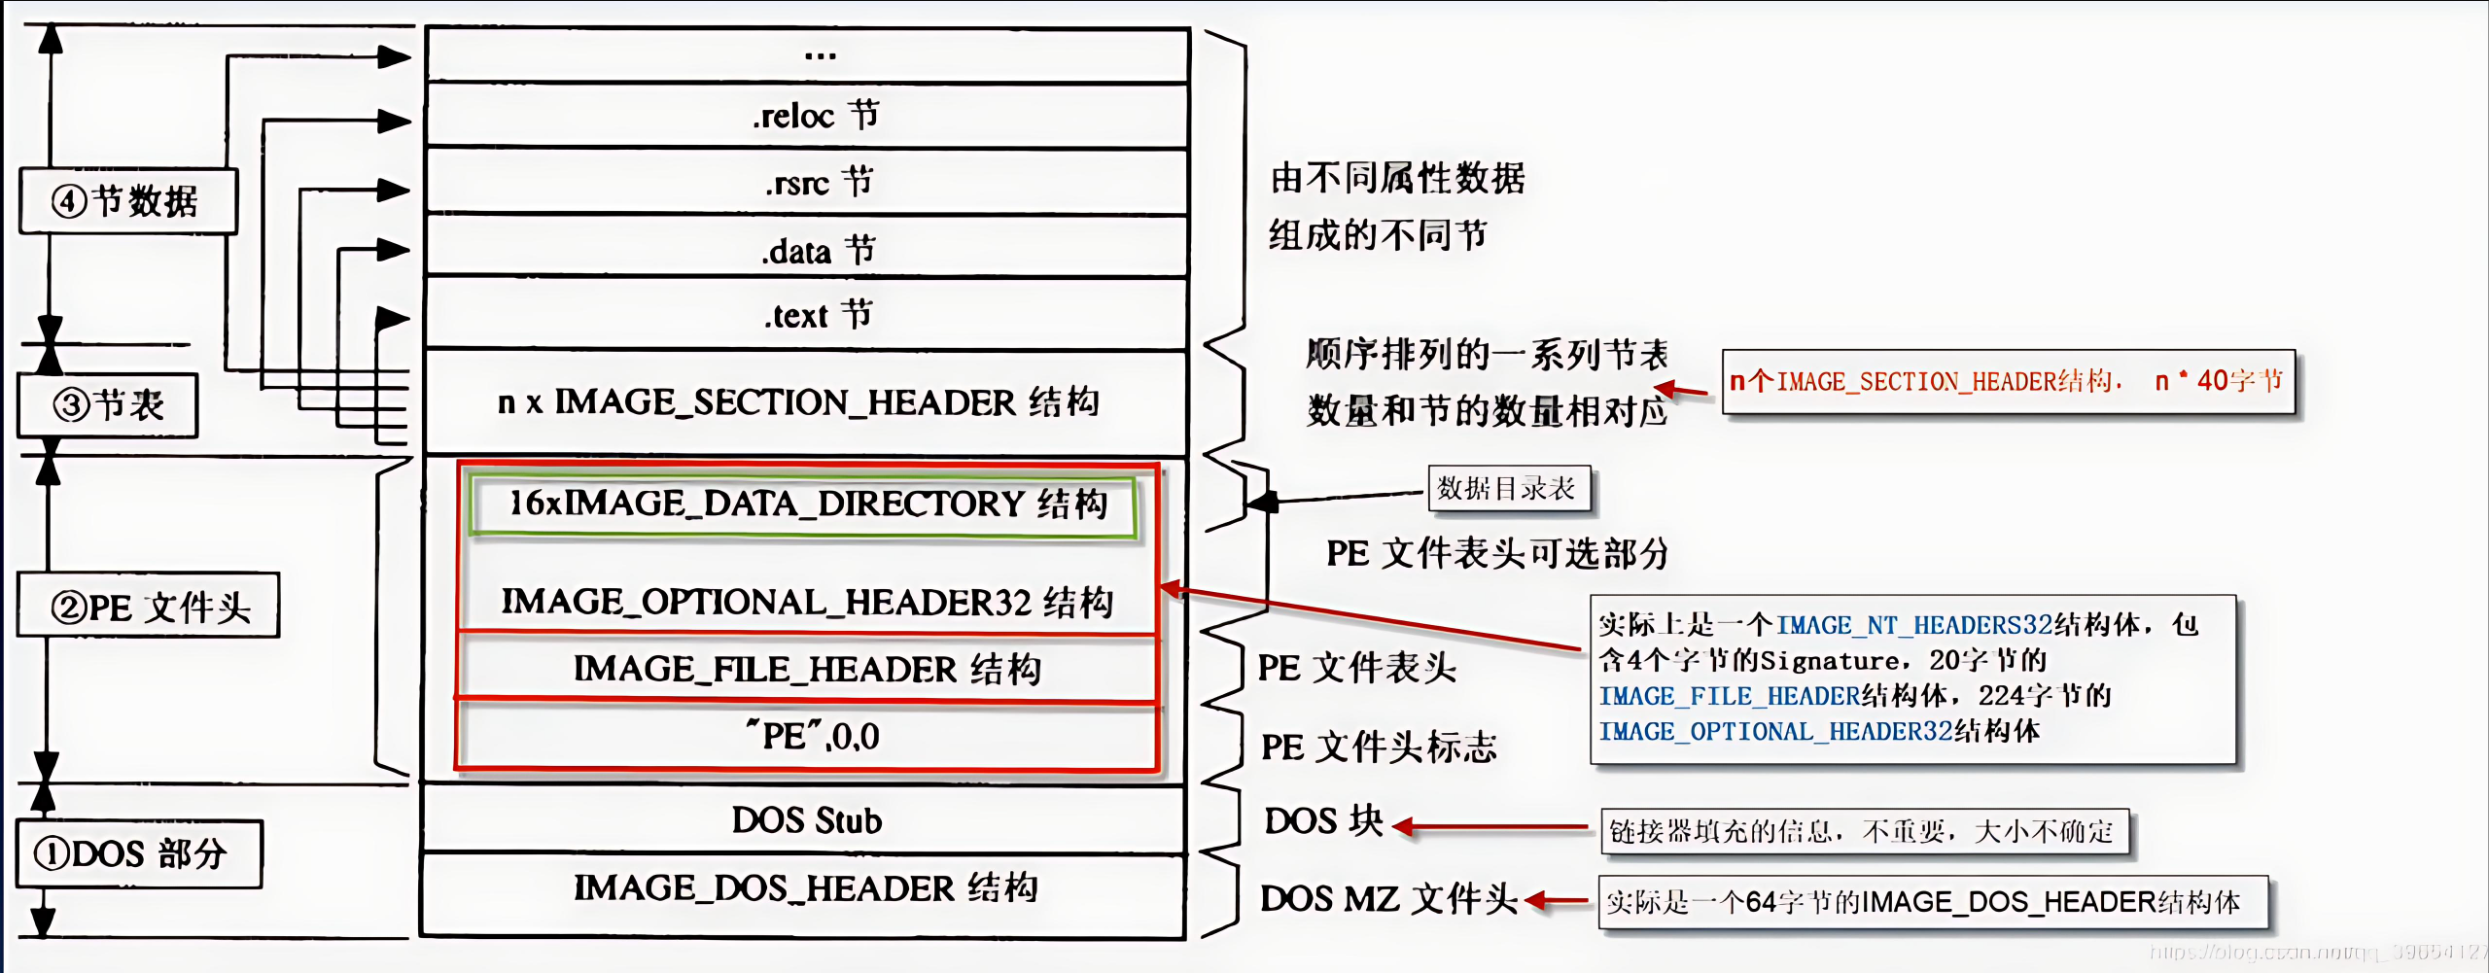 ...
.reloc 节
.rsrc 节
.data 节
.text 节
④节数据
由不同属性数据
组成的不同节
③节表
n x IMAGE_SECTION_HEADER 结构
顺序排列的一系列节表
数量和节的数量相对应
n个IMAGE_SECTION_HEADER结构， n * 40字节
②PE 文件头
16xIMAGE_DATA_DIRECTORY 结构
数据目录表
PE 文件表头可选部分
IMAGE_OPTIONAL_HEADER32 结构
实际上是一个IMAGE_NT_HEADERS32结构体，包
含4个字节的Signature，20字节的
IMAGE_FILE_HEADER结构体，224字节的
IMAGE_OPTIONAL_HEADER32结构体
IMAGE_FILE_HEADER 结构
PE 文件表头
"PE",0,0
PE 文件头标志
①DOS 部分
DOS Stub
DOS 块
链接器填充的信息，不重要，大小不确定
IMAGE_DOS_HEADER 结构
DOS MZ 文件头
实际是一个64字节的IMAGE_DOS_HEADER结构体